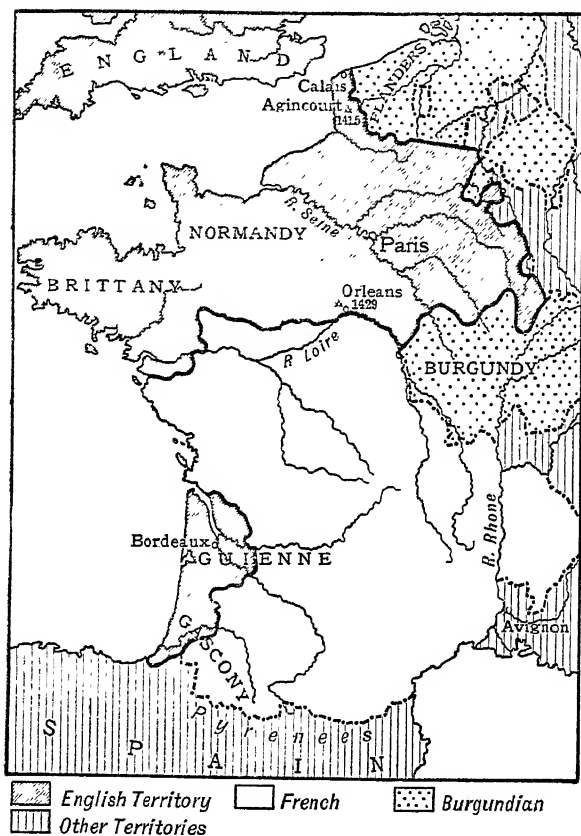 ENGLAND
FLANDERS
Calais
Agincourt
1415
R. Seine
NORMANDY
Paris
BRITTANY
Orleans
1429
R Loire
BURGUNDY
R. Rhone
Bordeaux
GUIENNE
Avignon
GASCONY
Pyrenees
SPAIN
English Territory
French
Burgundian
Other Territories